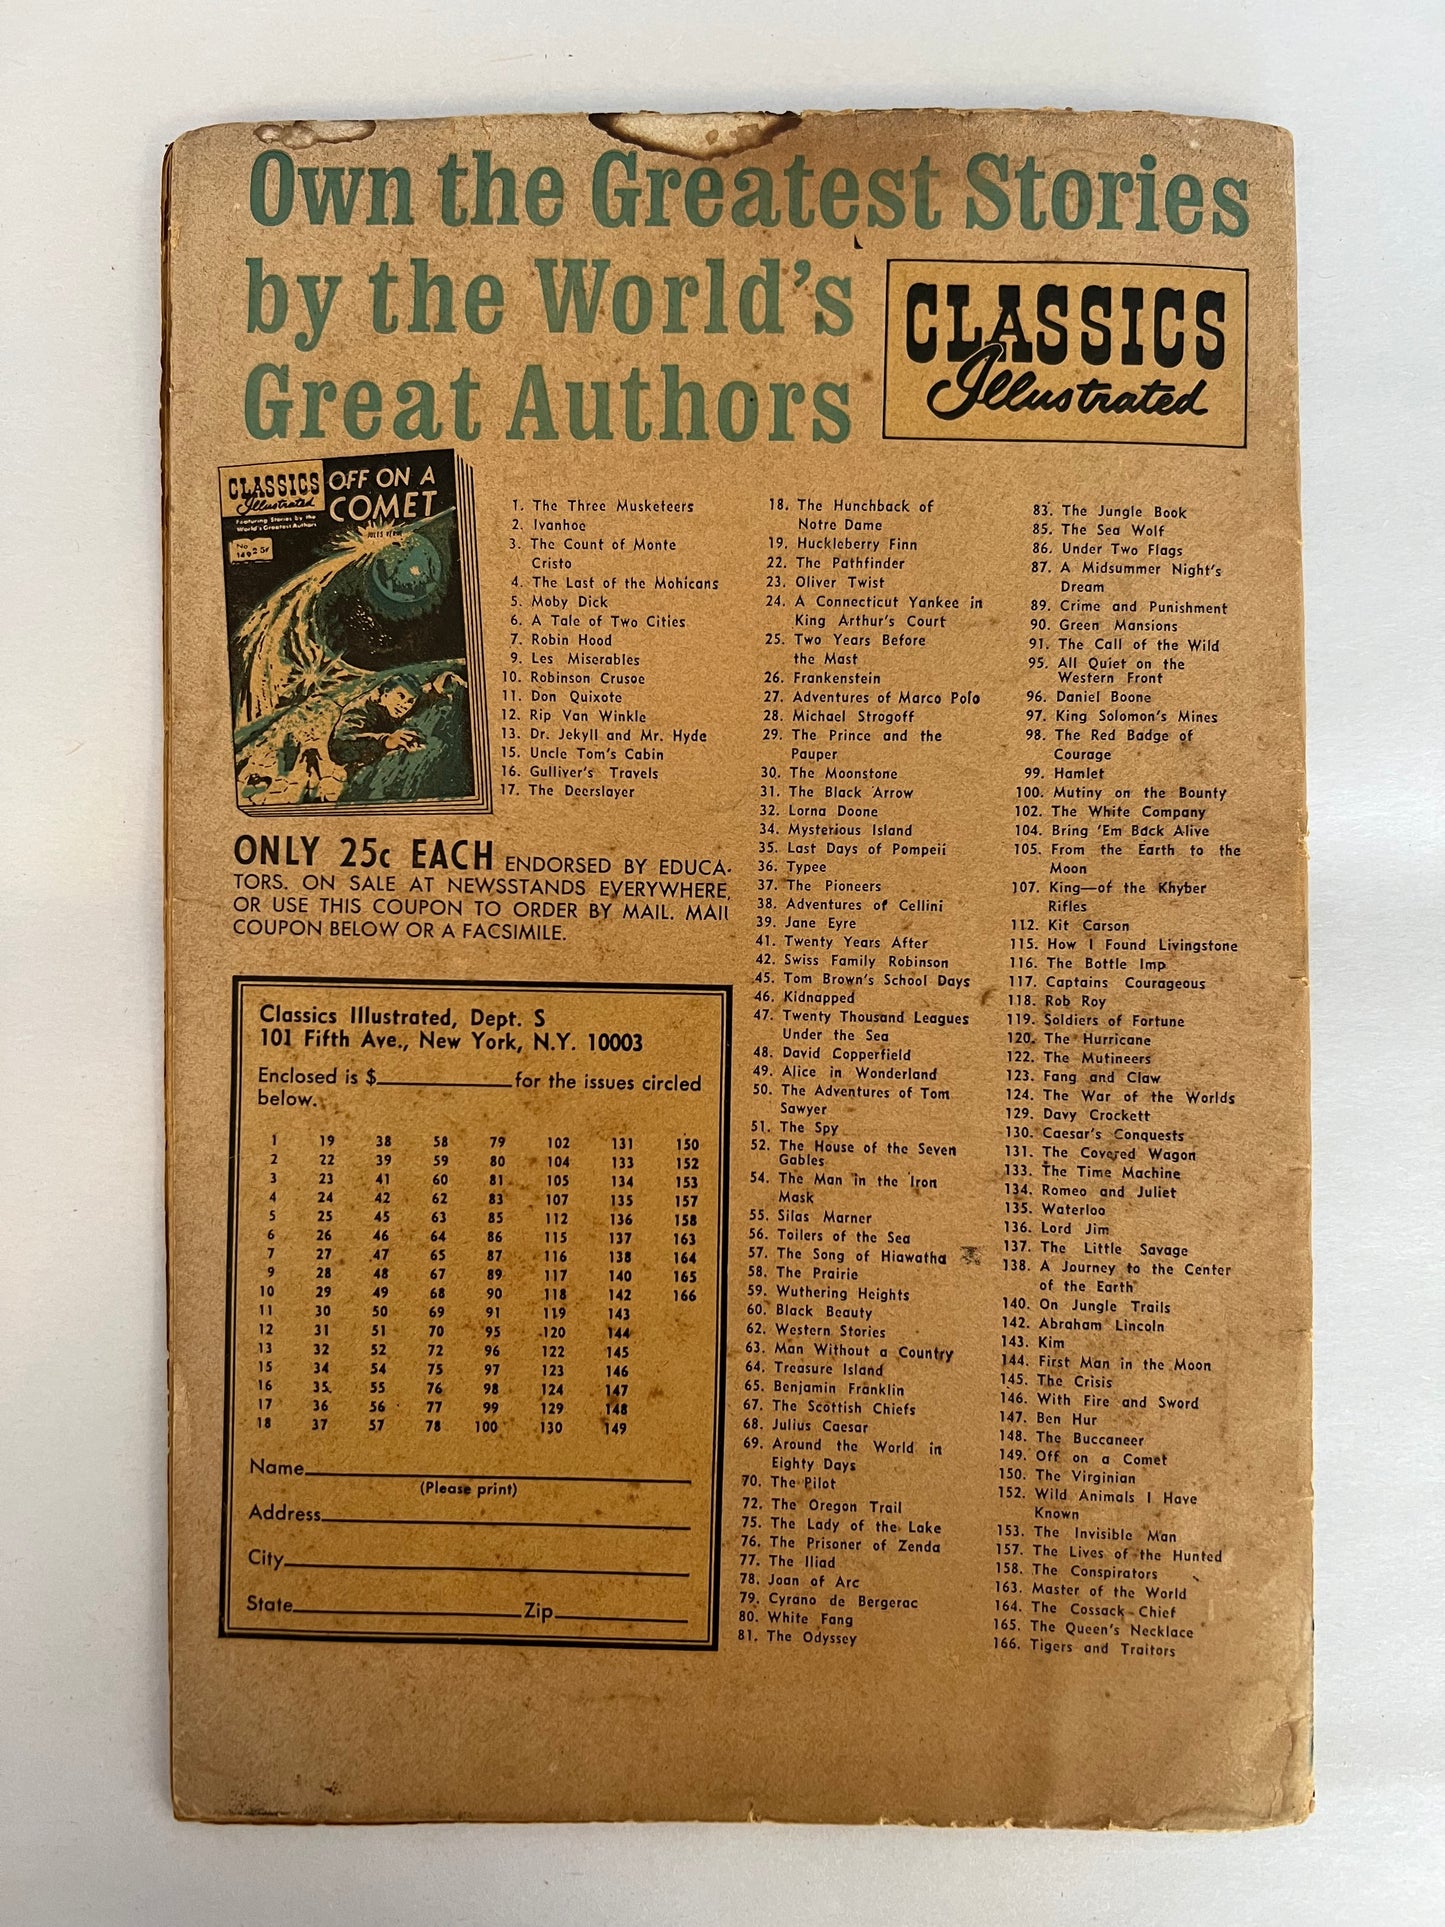 Own the Greatest Stories
by the World's
Great Authors
CLASSICS
Illustrated
CLASSICS
Illustrated
Featuring Stories by the
World's Greatest Authors
OFF ON A
COMET
JULES VERNE
No
149 25¢
1. The Three Musketeers
2. Ivanhoe
3. The Count of Monte
Cristo
4. The Last of the Mohicans
5. Moby Dick
6. A Tale of Two Cities
7. Robin Hood
9. Les Miserables
10. Robinson Crusoe
11. Don Quixote
12. Rip Van Winkle
13. Dr. Jekyll and Mr. Hyde
15. Uncle Tom's Cabin
16. Gulliver's Travels
17. The Deerslayer
ONLY 25c EACH ENDORSED BY EDUCA-
TORS. ON SALE AT NEWSSTANDS EVERYWHERE,
OR USE THIS COUPON TO ORDER BY MAIL. MAIL
COUPON BELOW OR A FACSIMILE.
Classics Illustrated, Dept. S
101 Fifth Ave., New York, N.Y. 10003
Enclosed is $____________for the issues circled
below.
1 19 38 58 79 102 131 150
2 22 39 59 80 104 133 152
3 23 41 60 81 105 134 153
4 24 42 62 83 107 135 157
5 25 45 63 85 112 136 158
6 26 46 64 86 115 137 163
7 27 47 65 87 116 138 164
9 28 48 67 89 117 140 165
10 29 49 68 90 118 142 166
11 30 50 69 91 119 143
12 31 51 70 95 120 144
13 32 52 72 96 122 145
15 34 54 75 97 123 146
16 35 55 76 98 124 147
17 36 56 77 99 129 148
18 37 57 78 100 130 149
Name
(Please print)
Address
City
State Zip
18. The Hunchback of
Notre Dame
19. Huckleberry Finn
22. The Pathfinder
23. Oliver Twist
24. A Connecticut Yankee in
King Arthur's Court
25. Two Years Before
the Mast
26. Frankenstein
27. Adventures of Marco Polo
28. Michael Strogoff
29. The Prince and the
Pauper
30. The Moonstone
31. The Black Arrow
32. Lorna Doone
34. Mysterious Island
35. Last Days of Pompeii
36. Typee
37. The Pioneers
38. Adventures of Cellini
39. Jane Eyre
41. Twenty Years After
42. Swiss Family Robinson
45. Tom Brown's School Days
46. Kidnapped
47. Twenty Thousand Leagues
Under the Sea
48. David Copperfield
49. Alice in Wonderland
50. The Adventures of Tom
Sawyer
51. The Spy
52. The House of the Seven
Gables
54. The Man in the Iron
Mask
55. Silas Marner
56. Toilers of the Sea
57. The Song of Hiawatha
58. The Prairie
59. Wuthering Heights
60. Black Beauty
62. Western Stories
63. Man Without a Country
64. Treasure Island
65. Benjamin Franklin
67. The Scottish Chiefs
68. Julius Caesar
69. Around the World in
Eighty Days
70. The Pilot
72. The Oregon Trail
75. The Lady of the Lake
76. The Prisoner of Zenda
77. The Iliad
78. Joan of Arc
79. Cyrano de Bergerac
80. White Fang
81. The Odyssey
83. The Jungle Book
85. The Sea Wolf
86. Under Two Flags
87. A Midsummer Night's
Dream
89. Crime and Punishment
90. Green Mansions
91. The Call of the Wild
95. All Quiet on the
Western Front
96. Daniel Boone
97. King Solomon's Mines
98. The Red Badge of
Courage
99. Hamlet
100. Mutiny on the Bounty
102. The White Company
104. Bring 'Em Back Alive
105. From the Earth to the
Moon
107. King—of the Khyber
Rifles
112. Kit Carson
115. How I Found Livingstone
116. The Bottle Imp
117. Captains Courageous
118. Rob Roy
119. Soldiers of Fortune
120. The Hurricane
122. The Mutineers
123. Fang and Claw
124. The War of the Worlds
129. Davy Crockett
130. Caesar's Conquests
131. The Covered Wagon
133. The Time Machine
134. Romeo and Juliet
135. Waterloo
136. Lord Jim
137. The Little Savage
138. A Journey to the Center
of the Earth
140. On Jungle Trails
142. Abraham Lincoln
143. Kim
144. First Man in the Moon
145. The Crisis
146. With Fire and Sword
147. Ben Hur
148. The Buccaneer
149. Off on a Comet
150. The Virginian
152. Wild Animals I Have
Known
153. The Invisible Man
157. The Lives of the Hunted
158. The Conspirators
163. Master of the World
164. The Cossack Chief
165. The Queen's Necklace
166. Tigers and Traitors